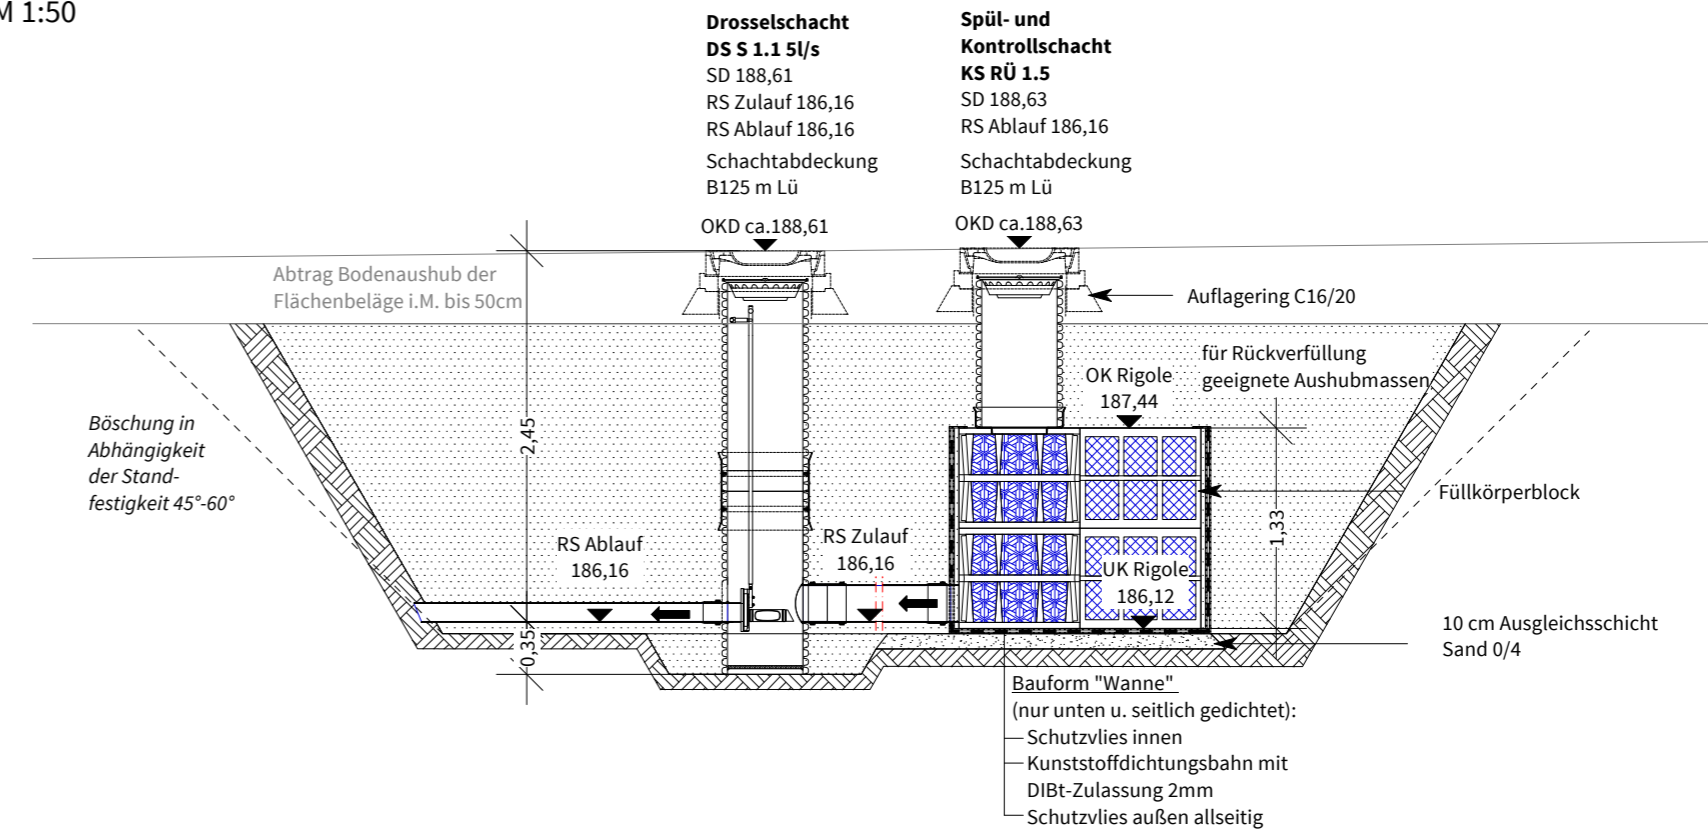 M 1:50
Drosselschacht
DS S 1.1 5l/s
SD 188,61
RS Zulauf 186,16
RS Ablauf 186,16
Schachtabdeckung
B125 m Lü
OKD ca.188,61
Spül- und
Kontrollschacht
KS RÜ 1.5
SD 188,63
RS Ablauf 186,16
Schachtabdeckung
B125 m Lü
OKD ca.188,63
Abtrag Bodenaushub der
Flächenbeläge i.M. bis 50cm
Auflagering C16/20
für Rückverfüllung
geeignete Aushubmassen
OK Rigole
187,44
Böschung in
Abhängigkeit
der Stand-
festigkeit 45°-60°
2,45
Füllkörperblock
1,33
RS Ablauf
186,16
RS Zulauf
186,16
UK Rigole
186,12
0,35
10 cm Ausgleichsschicht
Sand 0/4
Bauform "Wanne"
(nur unten u. seitlich gedichtet):
Schutzvlies innen
Kunststoffdichtungsbahn mit
DIBt-Zulassung 2mm
Schutzvlies außen allseitig